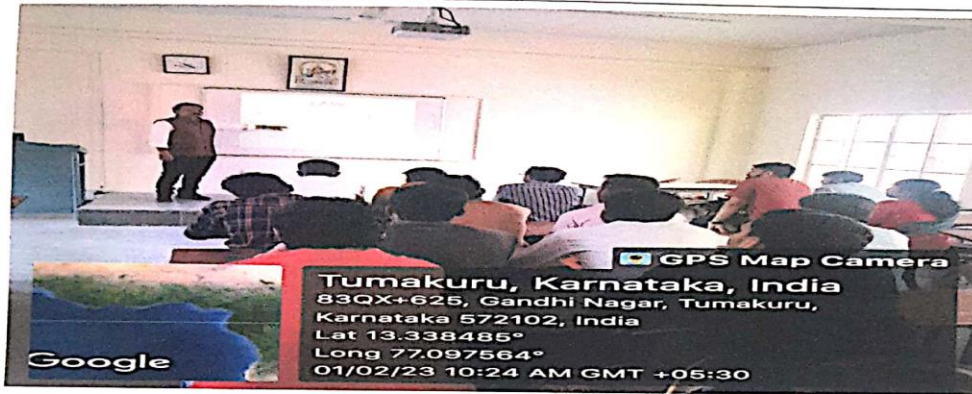 GPS Map Camera
Tumakuru, Karnataka, India
83QX+625, Gandhi Nagar, Tumakuru,
Karnataka 572102, India
Lat 13.338485°
Long 77.097564°
01/02/23 10:24 AM GMT +05:30
Google